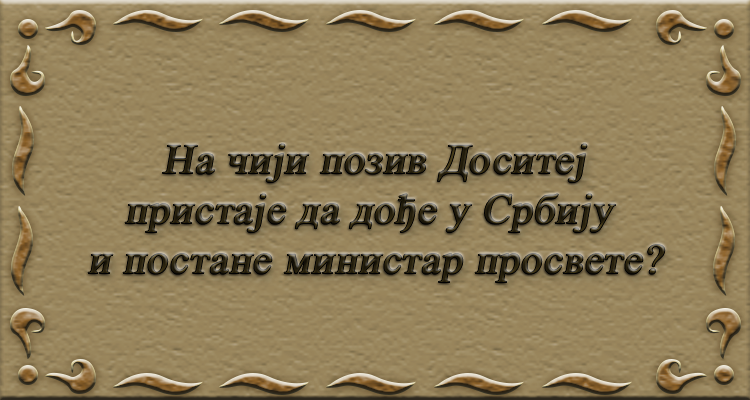 На чији позив Доситеј
пристаје да дође у Србију
и постане министар просвете?